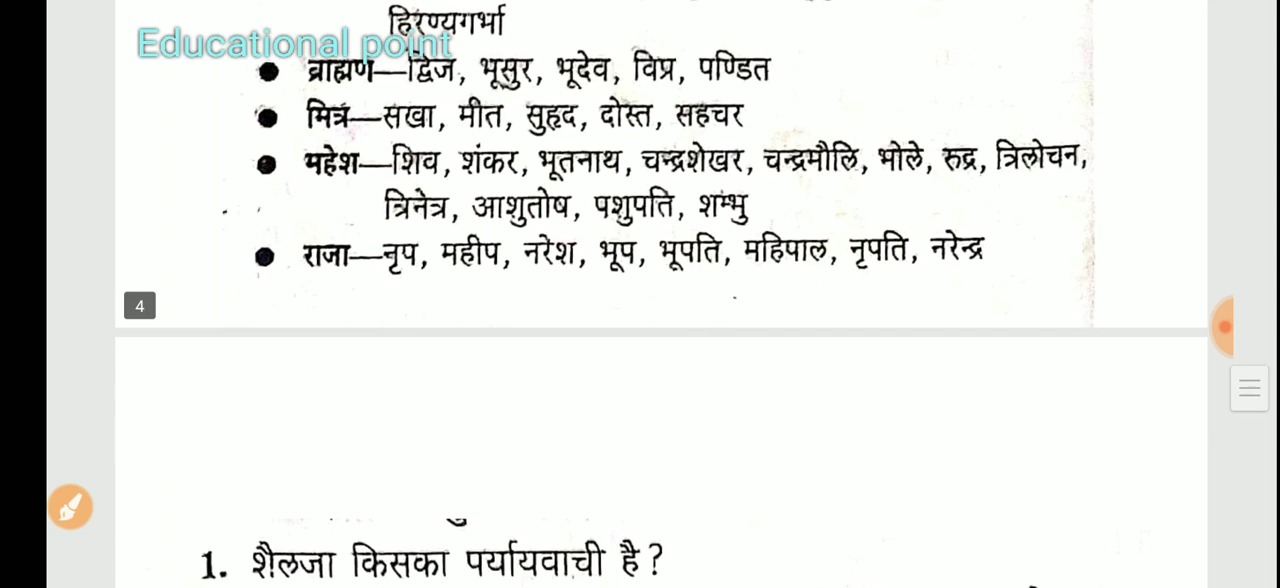 हिरण्यगर्भा
Educational point
● ब्राह्मण—द्विज, भूसुर, भूदेव, विप्र, पण्डित
● मित्र—सखा, मीत, सुहृद, दोस्त, सहचर
● महेश—शिव, शंकर, भूतनाथ, चन्द्रशेखर, चन्द्रमौलि, भोले, रुद्र, त्रिलोचन,
त्रिनेत्र, आशुतोष, पशुपति, शम्भु
● राजा—नृप, महीप, नरेश, भूप, भूपति, महिपाल, नृपति, नरेन्द्र
4
1. शैलजा किसका पर्यायवाची है?